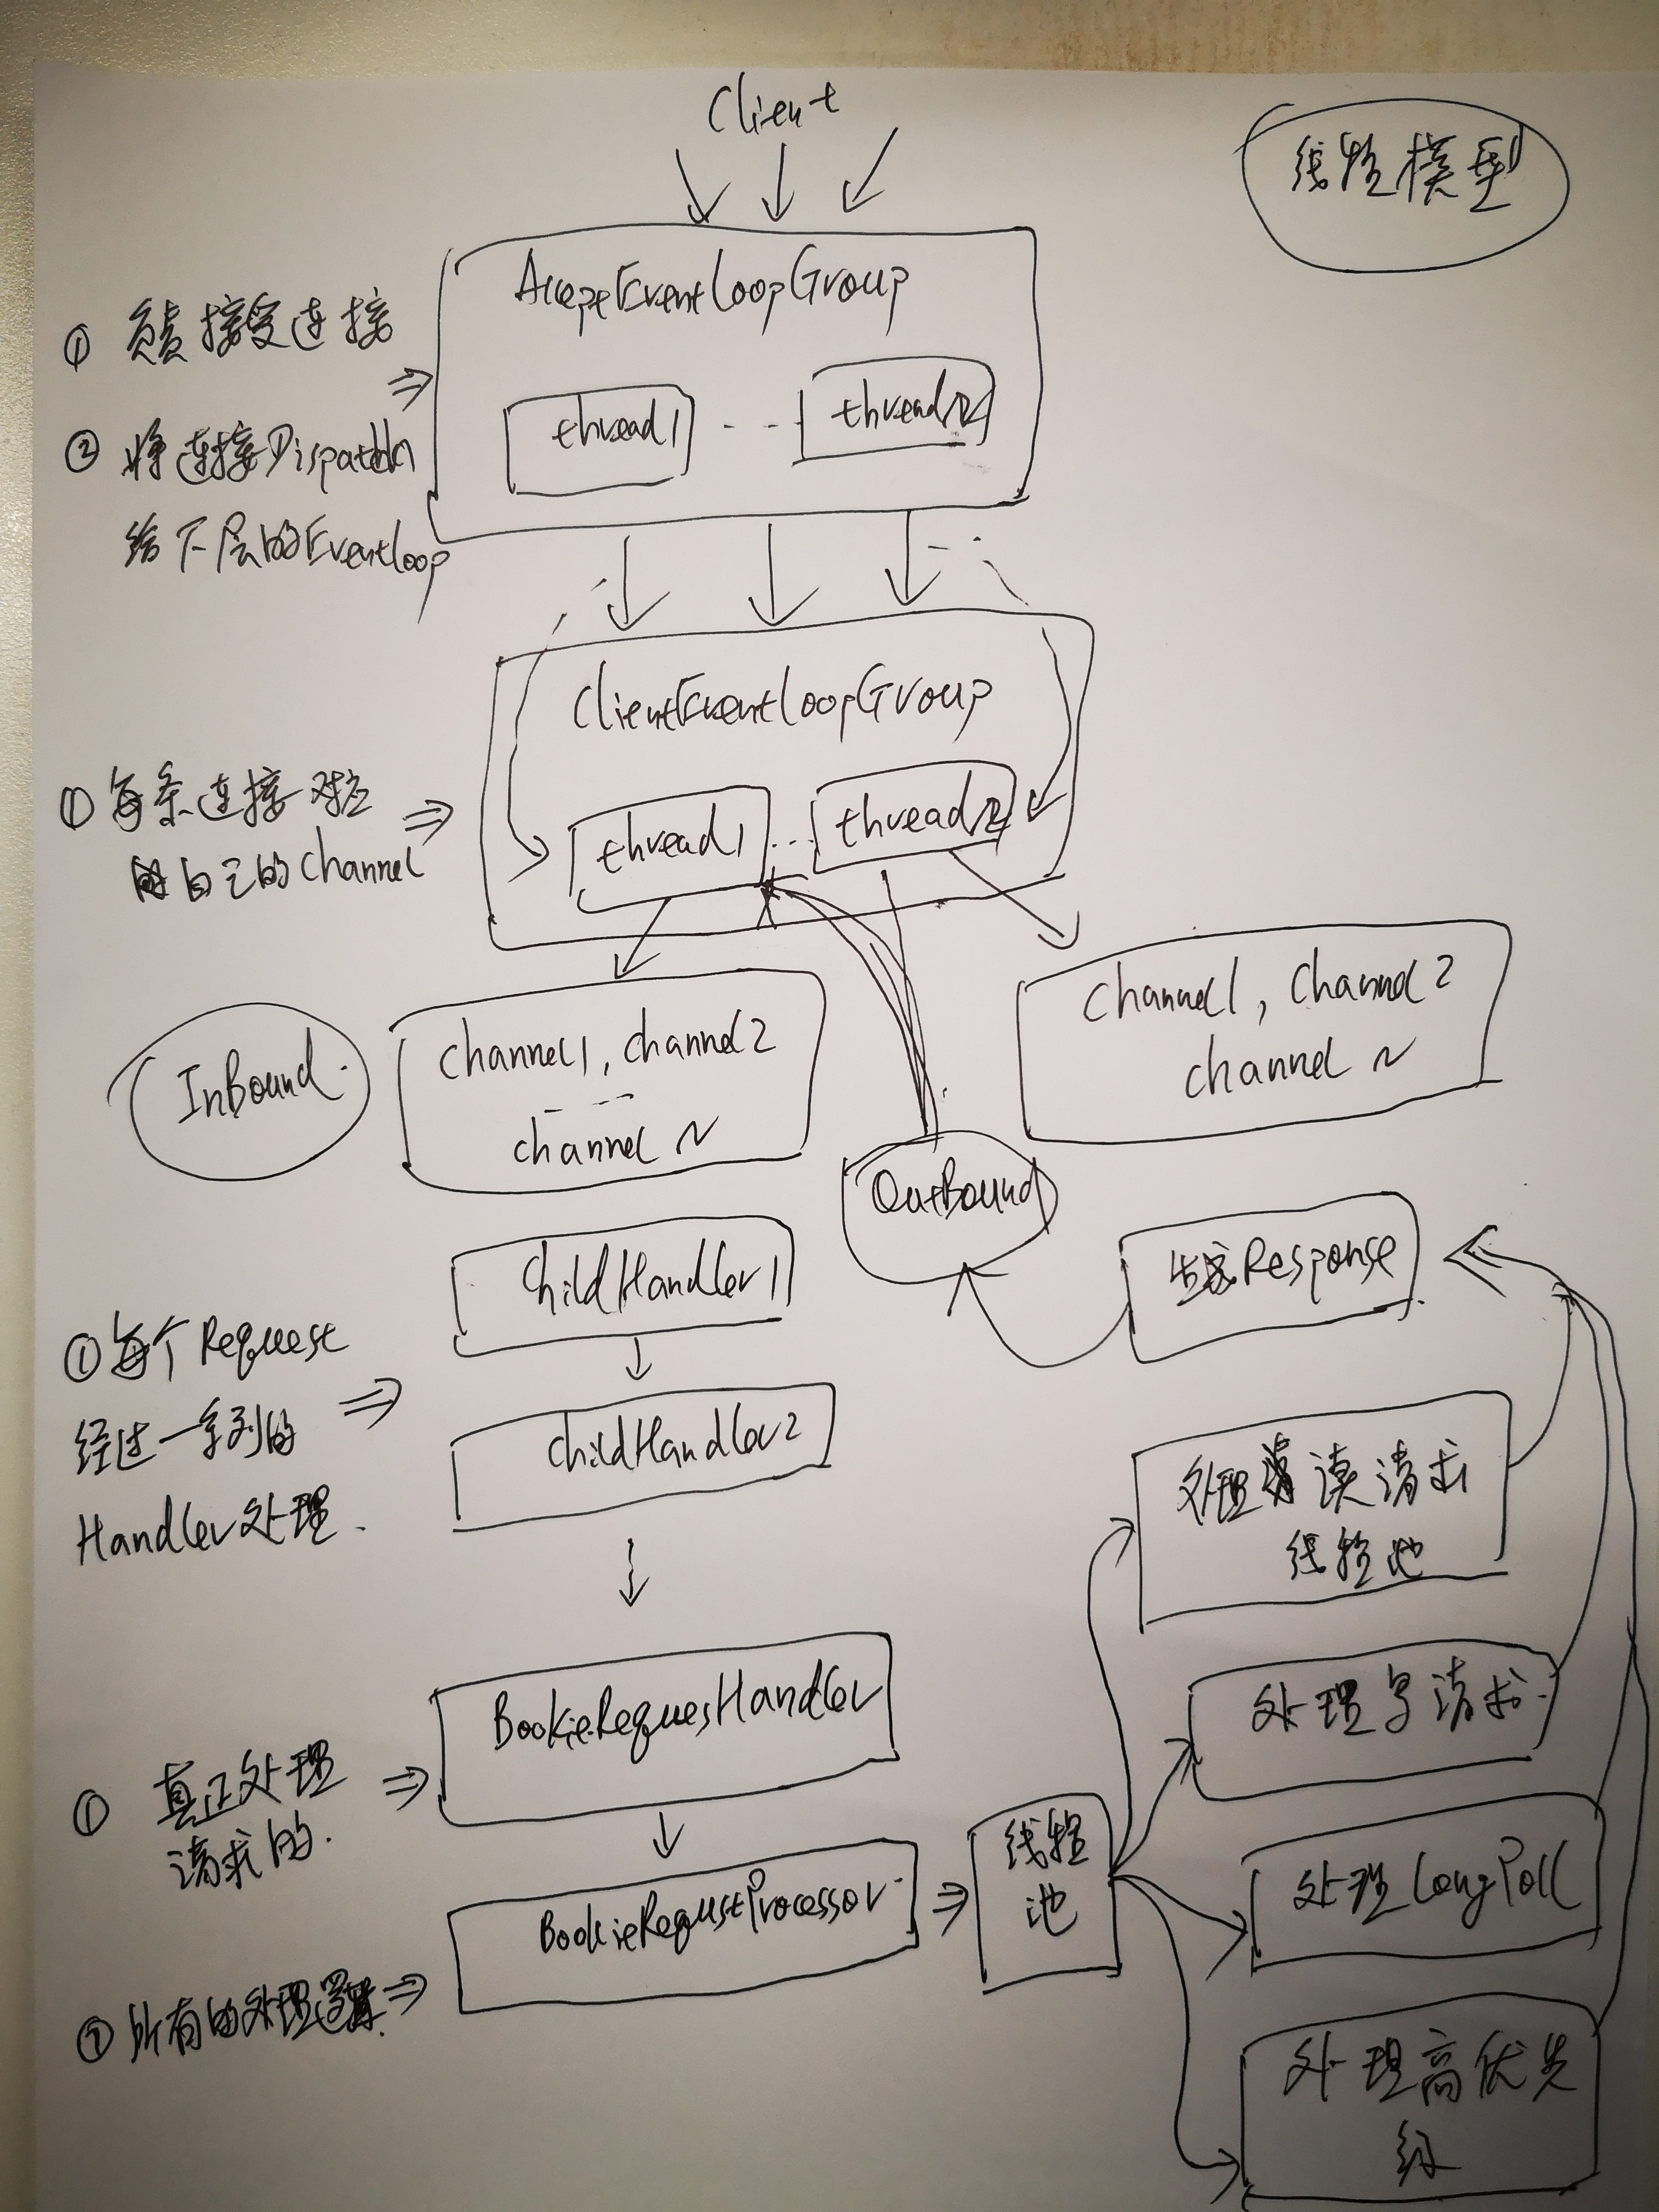 Client
线程模型
AcceptEventLoopGroup
thread1
thread2
① 负责接受连接
② 将连接Dispatch
给下层的Eventloop
ClientEventloopGroup
thread1
...
thread
① 每条连接对应
自己的Channel
InBound
channel1, channel2
channel N
channel1, Channel2
channel N
OutBound
ChildHandler1
生成Response
① 每个Request
经过一系列的
Handler处理.
childHandler2
处理 读请求
线程池
BookieRequesHandler
处理写请求
① 真正处理
请求的.
BookieRequstProcessor
线程
池
处理LongPoll
② 所有的处理逻辑
处理高优先
级